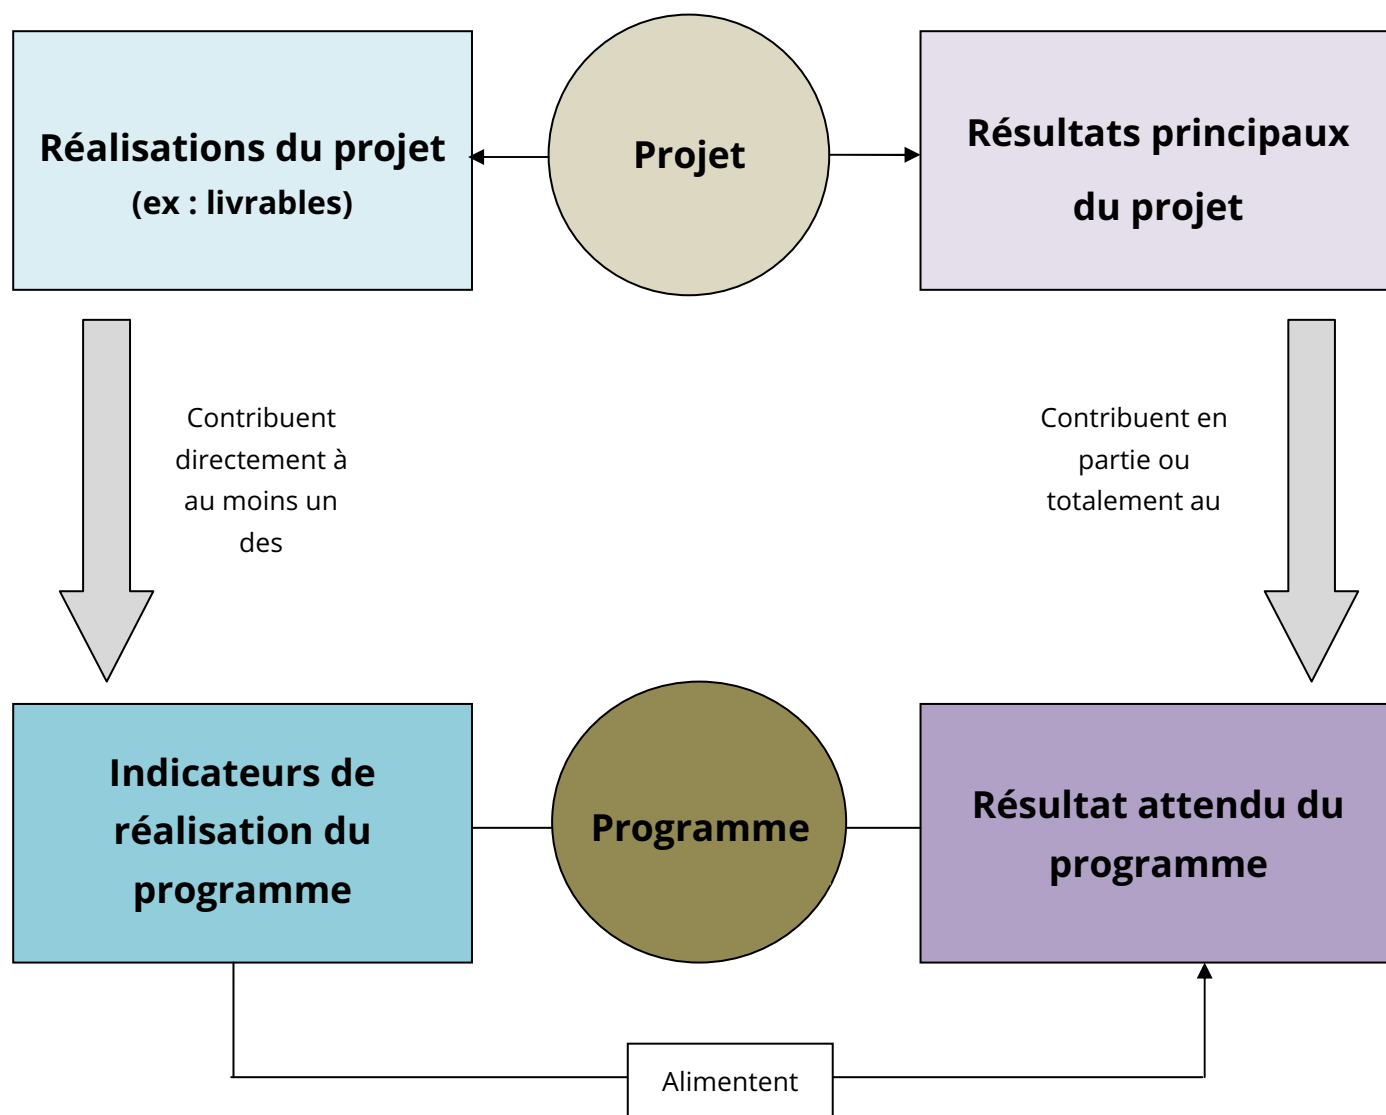 Réalisations du projet
(ex : livrables)
Projet
Résultats principaux
du projet
Contribuent
directement à
au moins un
des
Contribuent en
partie ou
totalement au
Indicateurs de
réalisation du
programme
Programme
Résultat attendu du
programme
Alimentent